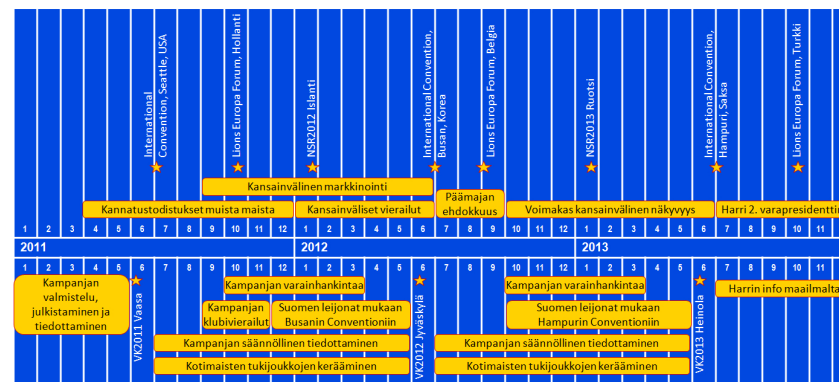 International
Convention, Seattle, USA
Lions Europa Forum, Hollanti
NSR2012 Islanti
International Convention,
Busan, Korea
Lions Europa Forum, Belgia
NSR2013 Ruotsi
International Convention,
Hampuri, Saksa
Lions Europa Forum, Turkki
Kansainvälinen markkinointi
Kannatustodistukset muista maista
Kansainväliset vierailut
Päämajan
ehdokkuus
Voimakas kansainvälinen näkyvyys
Harri 2. varapresidenttin
1 2 3 4 5 6 7 8 9 10 11 12 1 2 3 4 5 6 7 8 9 10 11 12 1 2 3 4 5 6 7 8 9 10 11
2011 2012 2013
1 2 3 4 5 6 7 8 9 10 11 12 1 2 3 4 5 6 7 8 9 10 11 12 1 2 3 4 5 6 7 8 9 10 11
Kampanjan
valmistelu,
julkistaminen ja
tiedottaminen
VK2011 Vaasa
Kampanjan varainhankintaa
Kampanjan
klubivierailut
Suomen leijonat mukaan
Busanin Conventioniin
Kampanjan säännöllinen tiedottaminen
Kotimaisten tukijoukkojen kerääminen
VK2012 Jyväskylä
Kampanjan varainhankintaa
Suomen leijonat mukaan
Hampurin Conventioniin
Kampanjan säännöllinen tiedottaminen
Kotimaisten tukijoukkojen kerääminen
VK2013 Heinola
Harrin info maailmalta